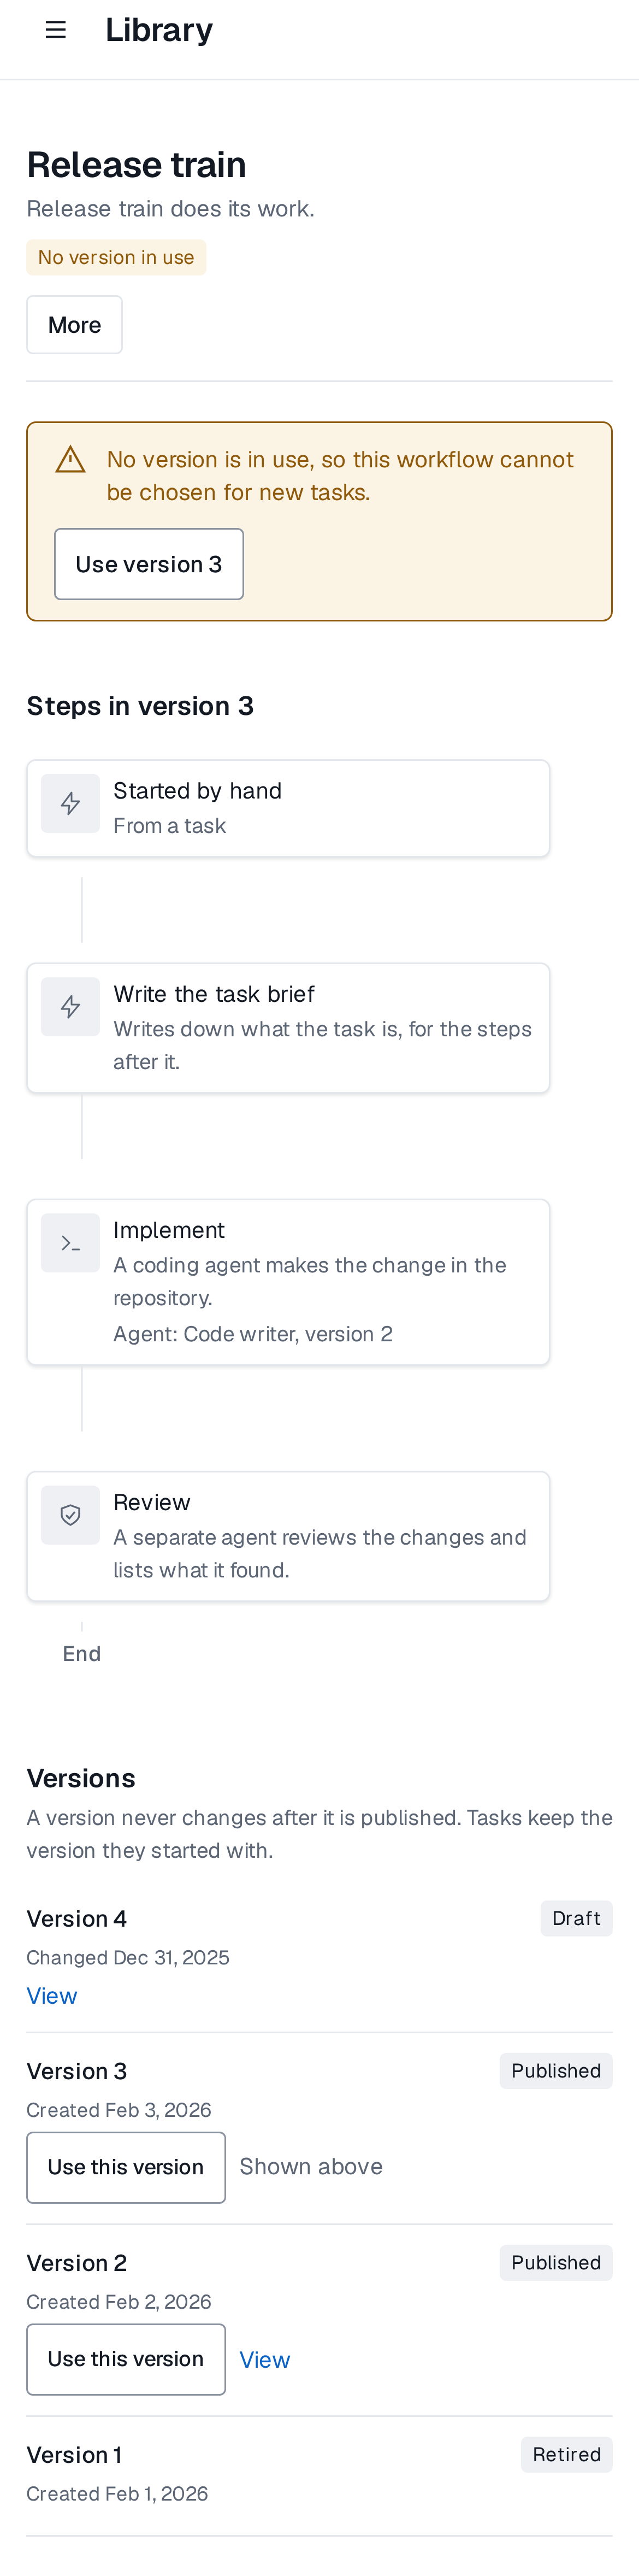 Library
Release train
Release train does its work.
No version in use
More
No version is in use, so this workflow cannot
be chosen for new tasks.
Use version 3
Steps in version 3
Started by hand
From a task
Write the task brief
Writes down what the task is, for the steps
after it.
Implement
A coding agent makes the change in the
repository.
Agent: Code writer, version 2
Review
A separate agent reviews the changes and
lists what it found.
End
Versions
A version never changes after it is published. Tasks keep the
version they started with.
Version 4
Draft
Changed Dec 31, 2025
View
Version 3
Published
Created Feb 3, 2026
Use this version
Shown above
Version 2
Published
Created Feb 2, 2026
Use this version
View
Version 1
Retired
Created Feb 1, 2026